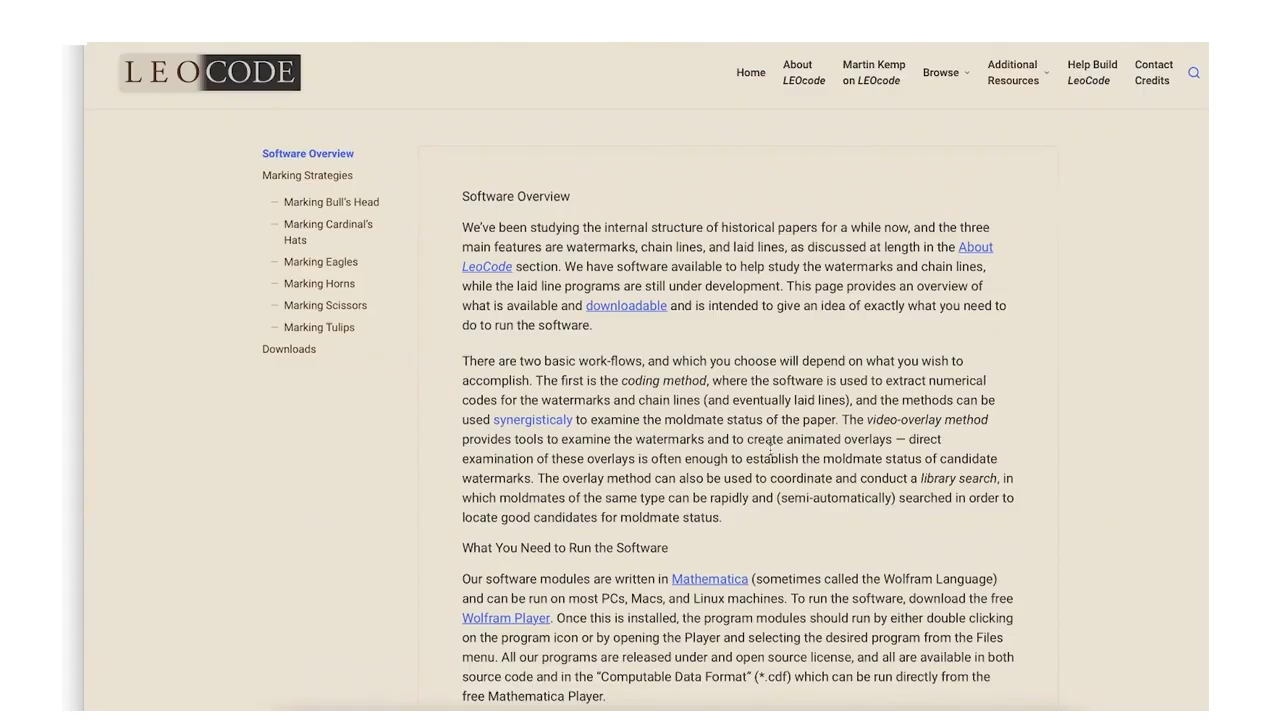 LEOCODE
Home
About
LEOcode
Martin Kemp
on LEOcode
Browse
Additional
Resources
Help Build
LeoCode
Contact
Credits
Software Overview
Marking Strategies
— Marking Bull's Head
— Marking Cardinal's
Hats
— Marking Eagles
— Marking Horns
— Marking Scissors
— Marking Tulips
Downloads
Software Overview
We've been studying the internal structure of historical papers for a while now, and the three
main features are watermarks, chain lines, and laid lines, as discussed at length in the About
LeoCode section. We have software available to help study the watermarks and chain lines,
while the laid line programs are still under development. This page provides an overview of
what is available and downloadable and is intended to give an idea of exactly what you need to
do to run the software.
There are two basic work-flows, and which you choose will depend on what you wish to
accomplish. The first is the coding method, where the software is used to extract numerical
codes for the watermarks and chain lines (and eventually laid lines), and the methods can be
used synergisticaly to examine the moldmate status of the paper. The video-overlay method
provides tools to examine the watermarks and to create animated overlays — direct
examination of these overlays is often enough to establish the moldmate status of candidate
watermarks. The overlay method can also be used to coordinate and conduct a library search, in
which moldmates of the same type can be rapidly and (semi-automatically) searched in order to
locate good candidates for moldmate status.
What You Need to Run the Software
Our software modules are written in Mathematica (sometimes called the Wolfram Language)
and can be run on most PCs, Macs, and Linux machines. To run the software, download the free
Wolfram Player. Once this is installed, the program modules should run by either double clicking
on the program icon or by opening the Player and selecting the desired program from the Files
menu. All our programs are released under and open source license, and all are available in both
source code and in the “Computable Data Format” (*.cdf) which can be run directly from the
free Mathematica Player.